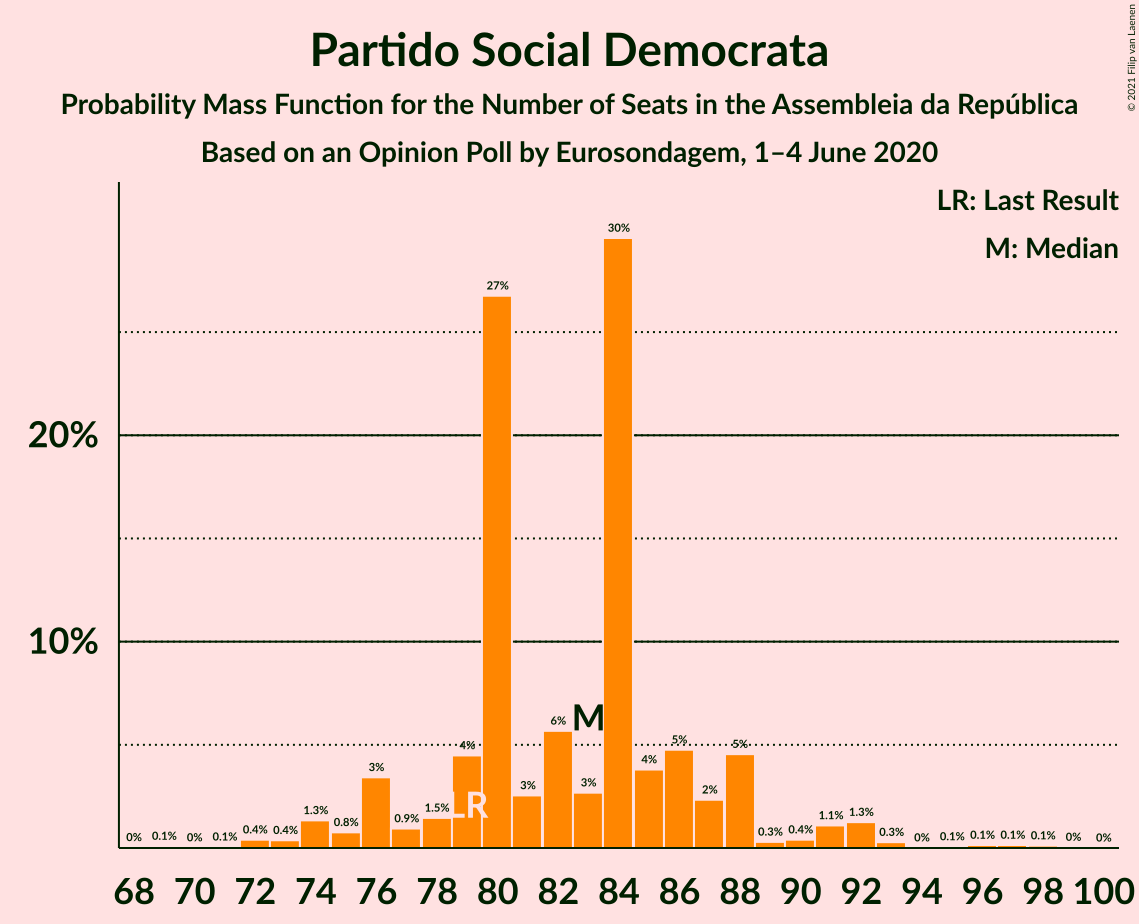 Partido Social Democrata
Probability Mass Function for the Number of Seats in the Assembleia da República
Based on an Opinion Poll by Eurosondagem, 1–4 June 2020
© 2021 Filip van Laenen
LR: Last Result
M: Median
20%
10%
0% 0.1% 0% 0.1% 0.4% 0.4% 1.3% 0.8% 3% 0.9% 1.5% 4% 27% 3% 6% 3% 30% 4% 5% 2% 5% 0.3% 0.4% 1.1% 1.3% 0.3% 0% 0.1% 0.1% 0.1% 0.1% 0% 0%
M
LR
68 70 72 74 76 78 80 82 84 86 88 90 92 94 96 98 100